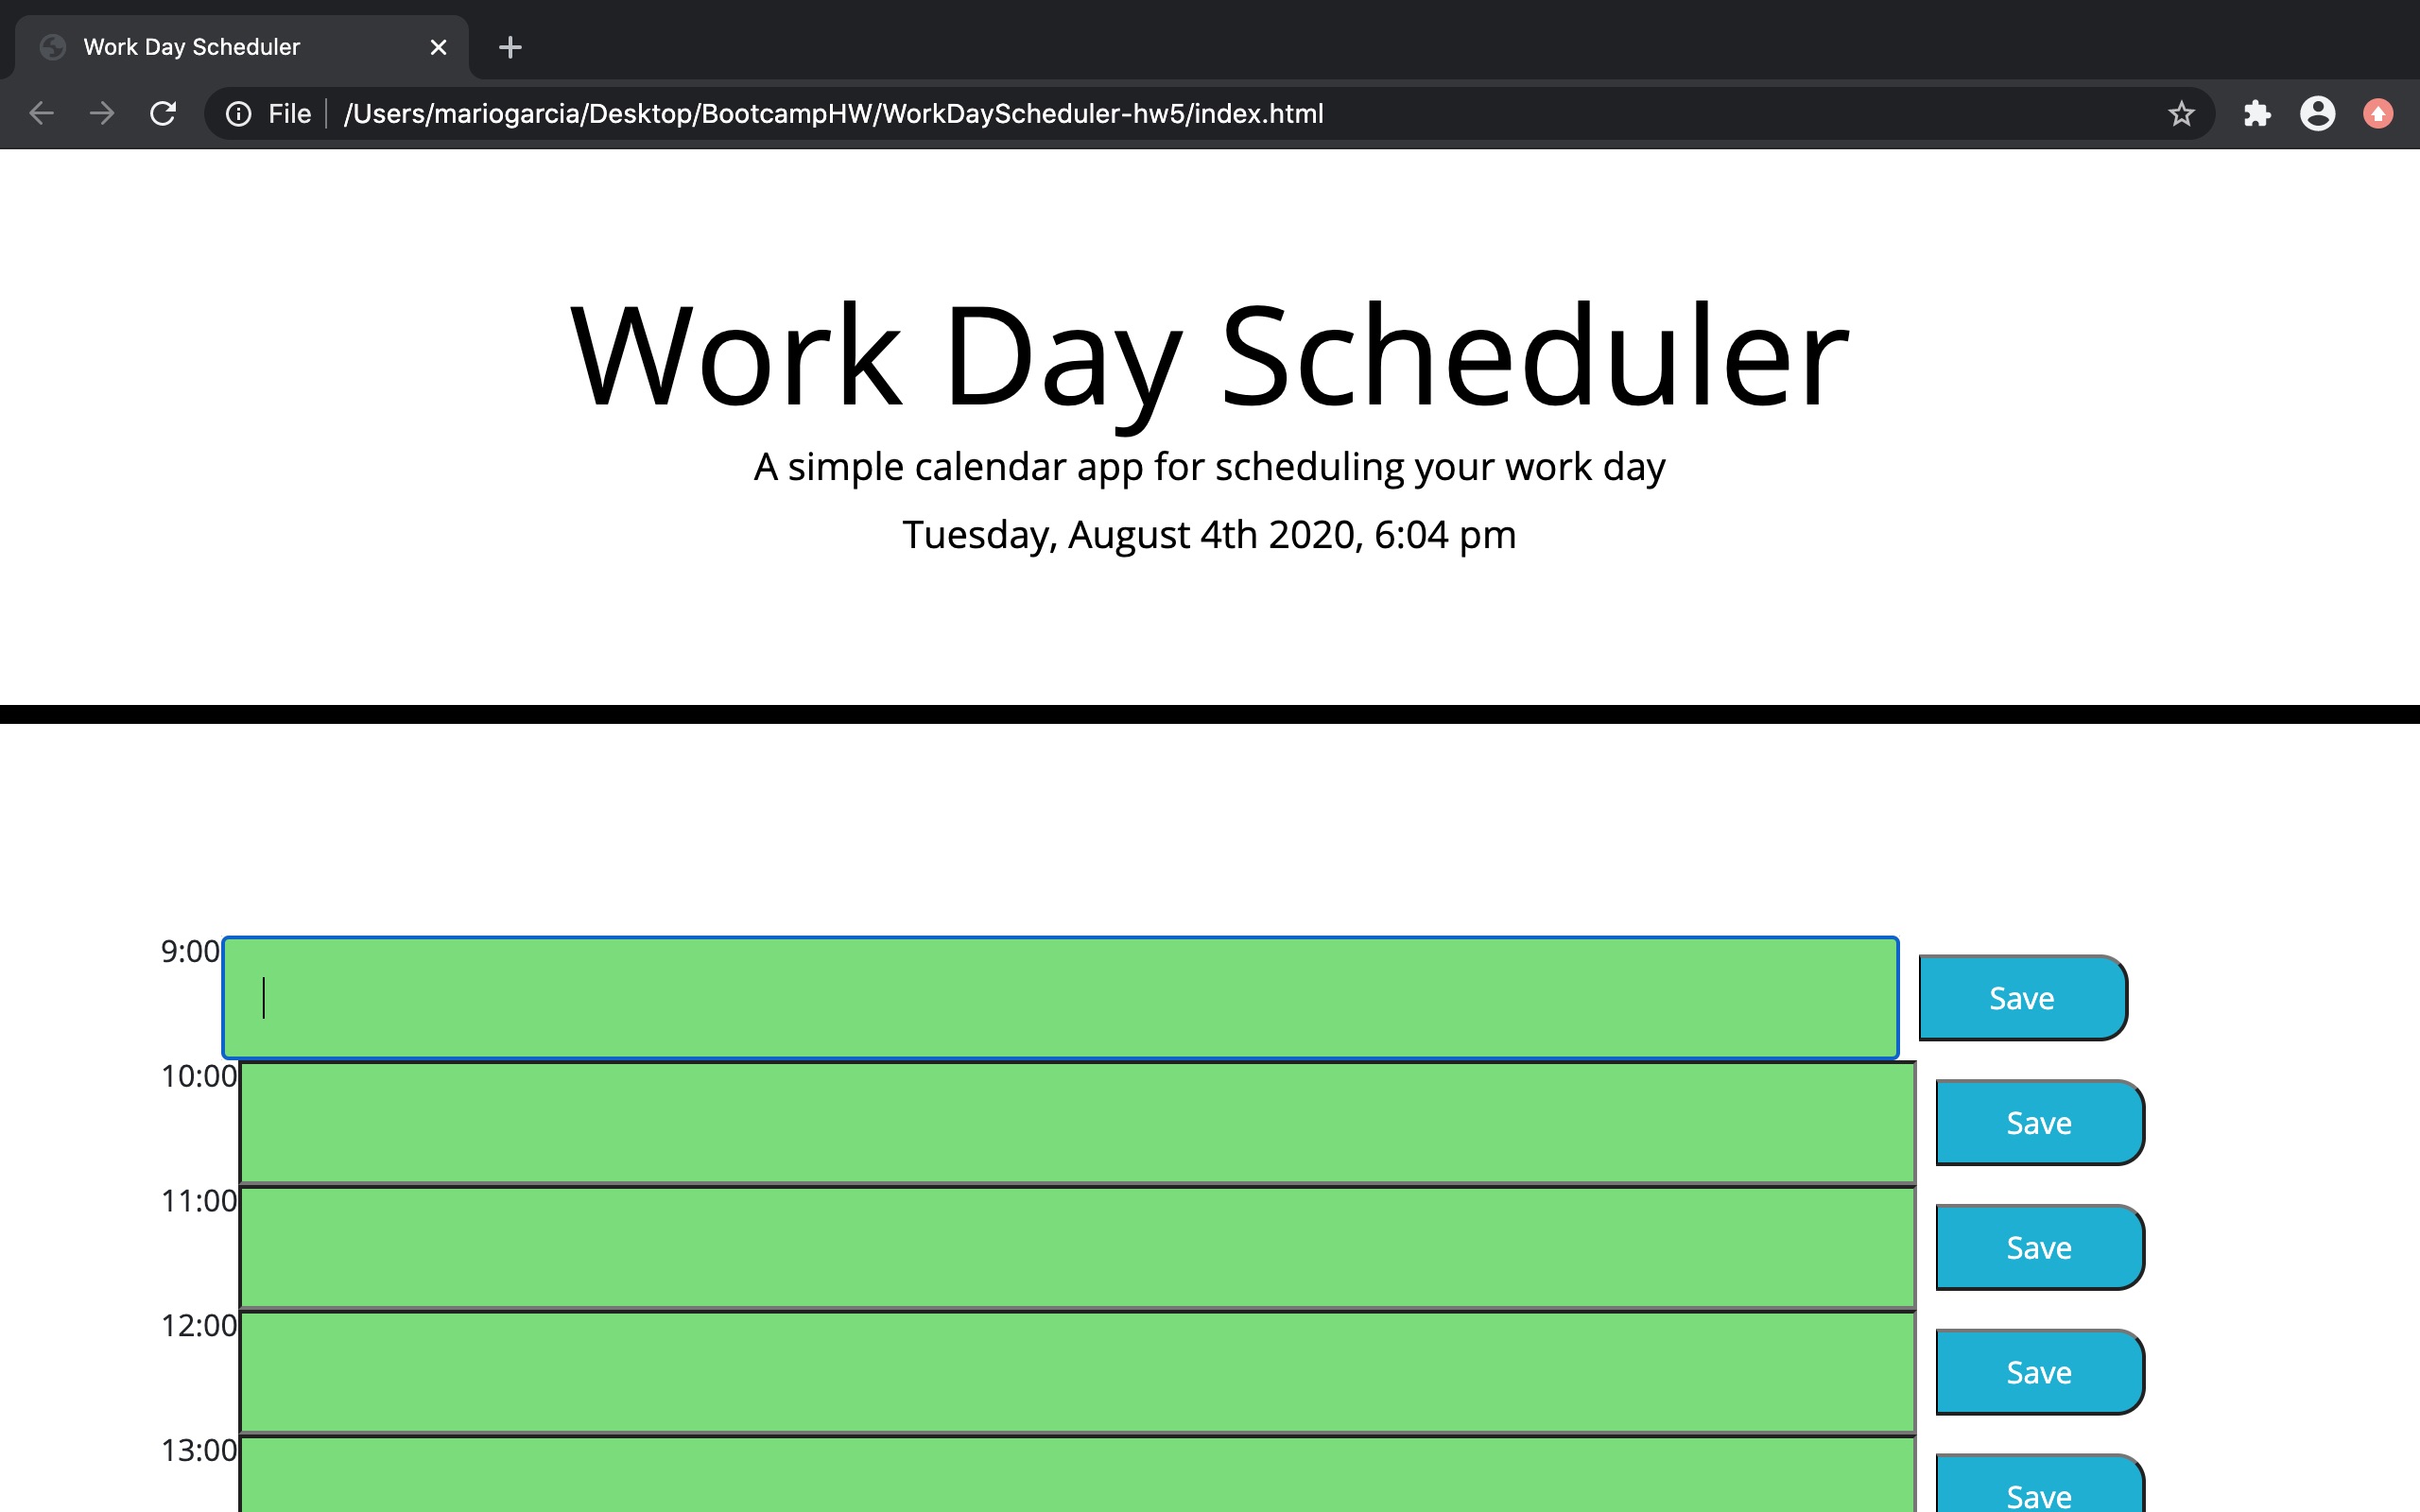 Work Day Scheduler
File /Users/mariogarcia/Desktop/BootcampHW/WorkDayScheduler-hw5/index.html
Work Day Scheduler
A simple calendar app for scheduling your work day
Tuesday, August 4th 2020, 6:04 pm
9:00 Save
10:00 Save
11:00 Save
12:00 Save
13:00 Save